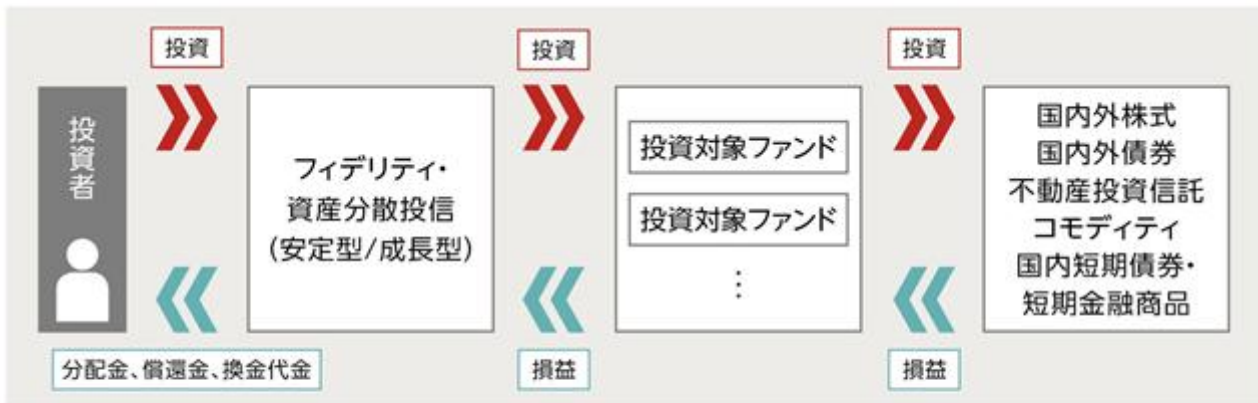 投資
投資
投資
投資者
フィデリティ・
資産分散投信
(安定型/成長型)
投資対象ファンド
投資対象ファンド
⋮
国内外株式
国内外債券
不動産投資信託
コモディティ
国内短期債券・
短期金融商品
分配金、償還金、換金代金
損益
損益